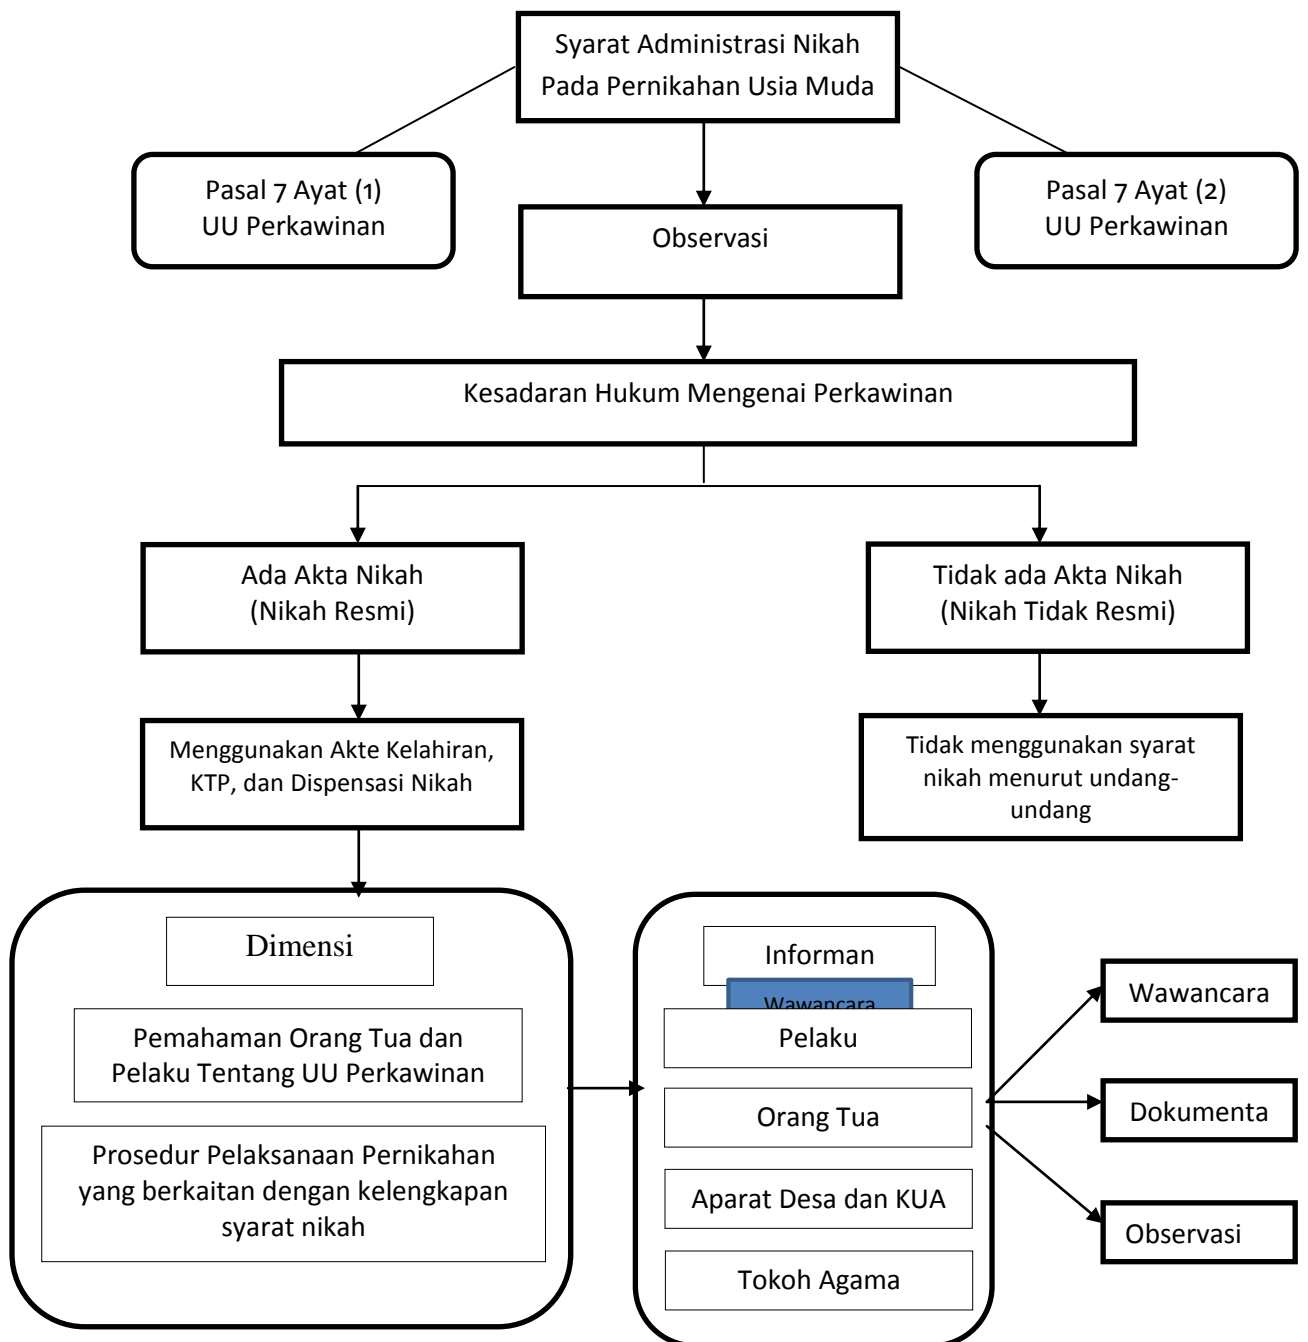 Syarat Administrasi Nikah
Pada Pernikahan Usia Muda
Pasal 7 Ayat (1)
UU Perkawinan
Pasal 7 Ayat (2)
UU Perkawinan
Observasi
Kesadaran Hukum Mengenai Perkawinan
Ada Akta Nikah
(Nikah Resmi)
Tidak ada Akta Nikah
(Nikah Tidak Resmi)
Menggunakan Akte Kelahiran,
KTP, dan Dispensasi Nikah
Tidak menggunakan syarat
nikah menurut undang-
undang
Dimensi
Pemahaman Orang Tua dan
Pelaku Tentang UU Perkawinan
Prosedur Pelaksanaan Pernikahan
yang berkaitan dengan kelengkapan
syarat nikah
Informan
Wawancara
Pelaku
Orang Tua
Aparat Desa dan KUA
Tokoh Agama
Wawancara
Dokumenta
Observasi